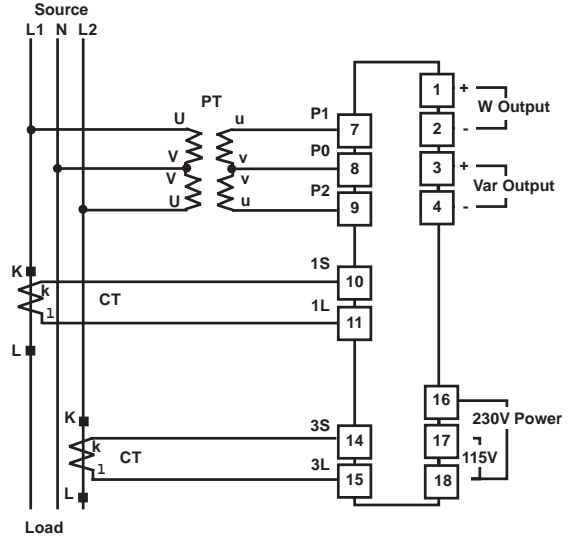 Source
L1 N L2
PT
U u P1 7
V v P0 8
V v
U u P2 9
1 +
W Output
2 -
3 +
Var Output
4 -
K
k
CT
1S 10
l
1L 11
L
K
k
CT
3S 14
l
3L 15
L
16
230V Power
17
115V
18
Load